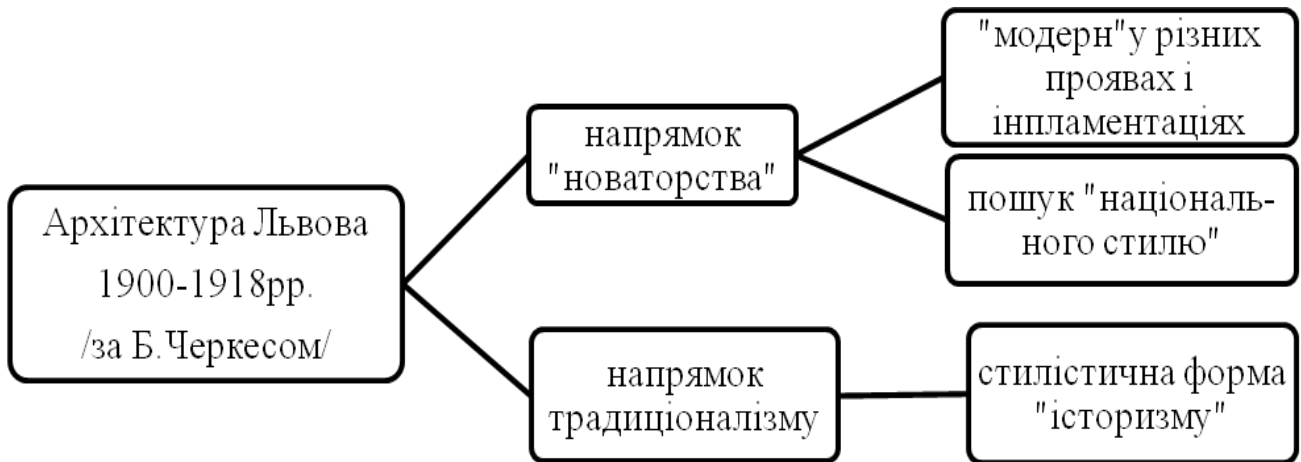 Архітектура Львова
1900-1918рр.
/за Б.Черкесом/
напрямок
"новаторства"
"модерн"у різних
проявах і
інпламентаціях
пошук "національ-
ного стилю"
напрямок
традиціоналізму
стилістична форма
"історизму"